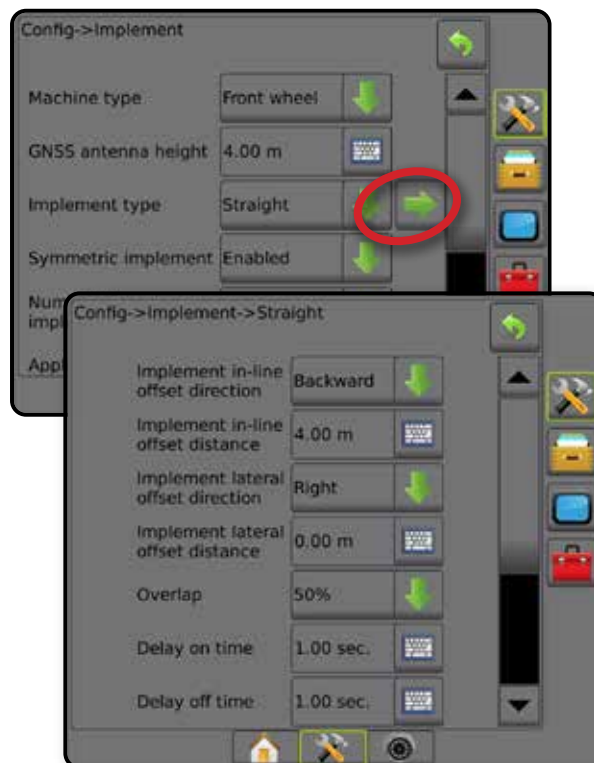 Config->Implement
Machine type Front wheel
GNSS antenna height 4.00 m
Implement type Straight
Symmetric implement Enabled
Num
impl
Appl
Config->Implement->Straight
Implement in-line
offset direction Backward
Implement in-line
offset distance 4.00 m
Implement lateral
offset direction Right
Implement lateral
offset distance 0.00 m
Overlap 50%
Delay on time 1.00 sec.
Delay off time 1.00 sec.